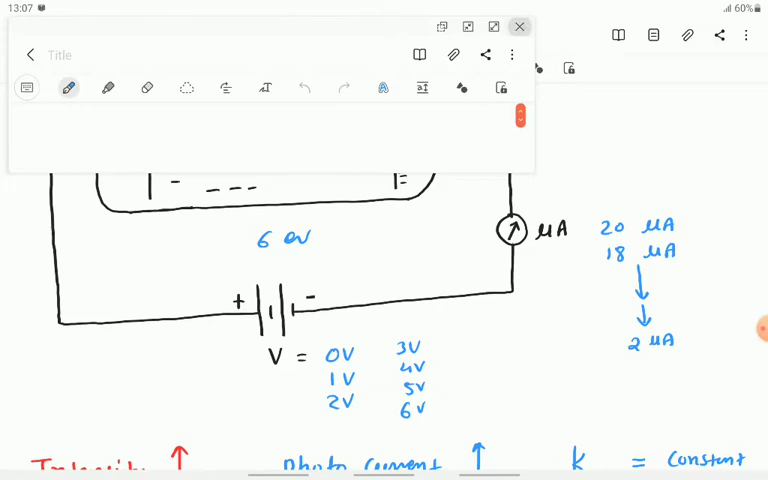 13:07
60%
Title
6 eV
μA
20 μA
18 μA
2 μA
+ -
V = 0V 3V
1V 4V
2V 5V
6V
Intensity ↑ Photo current ↑ k = constant